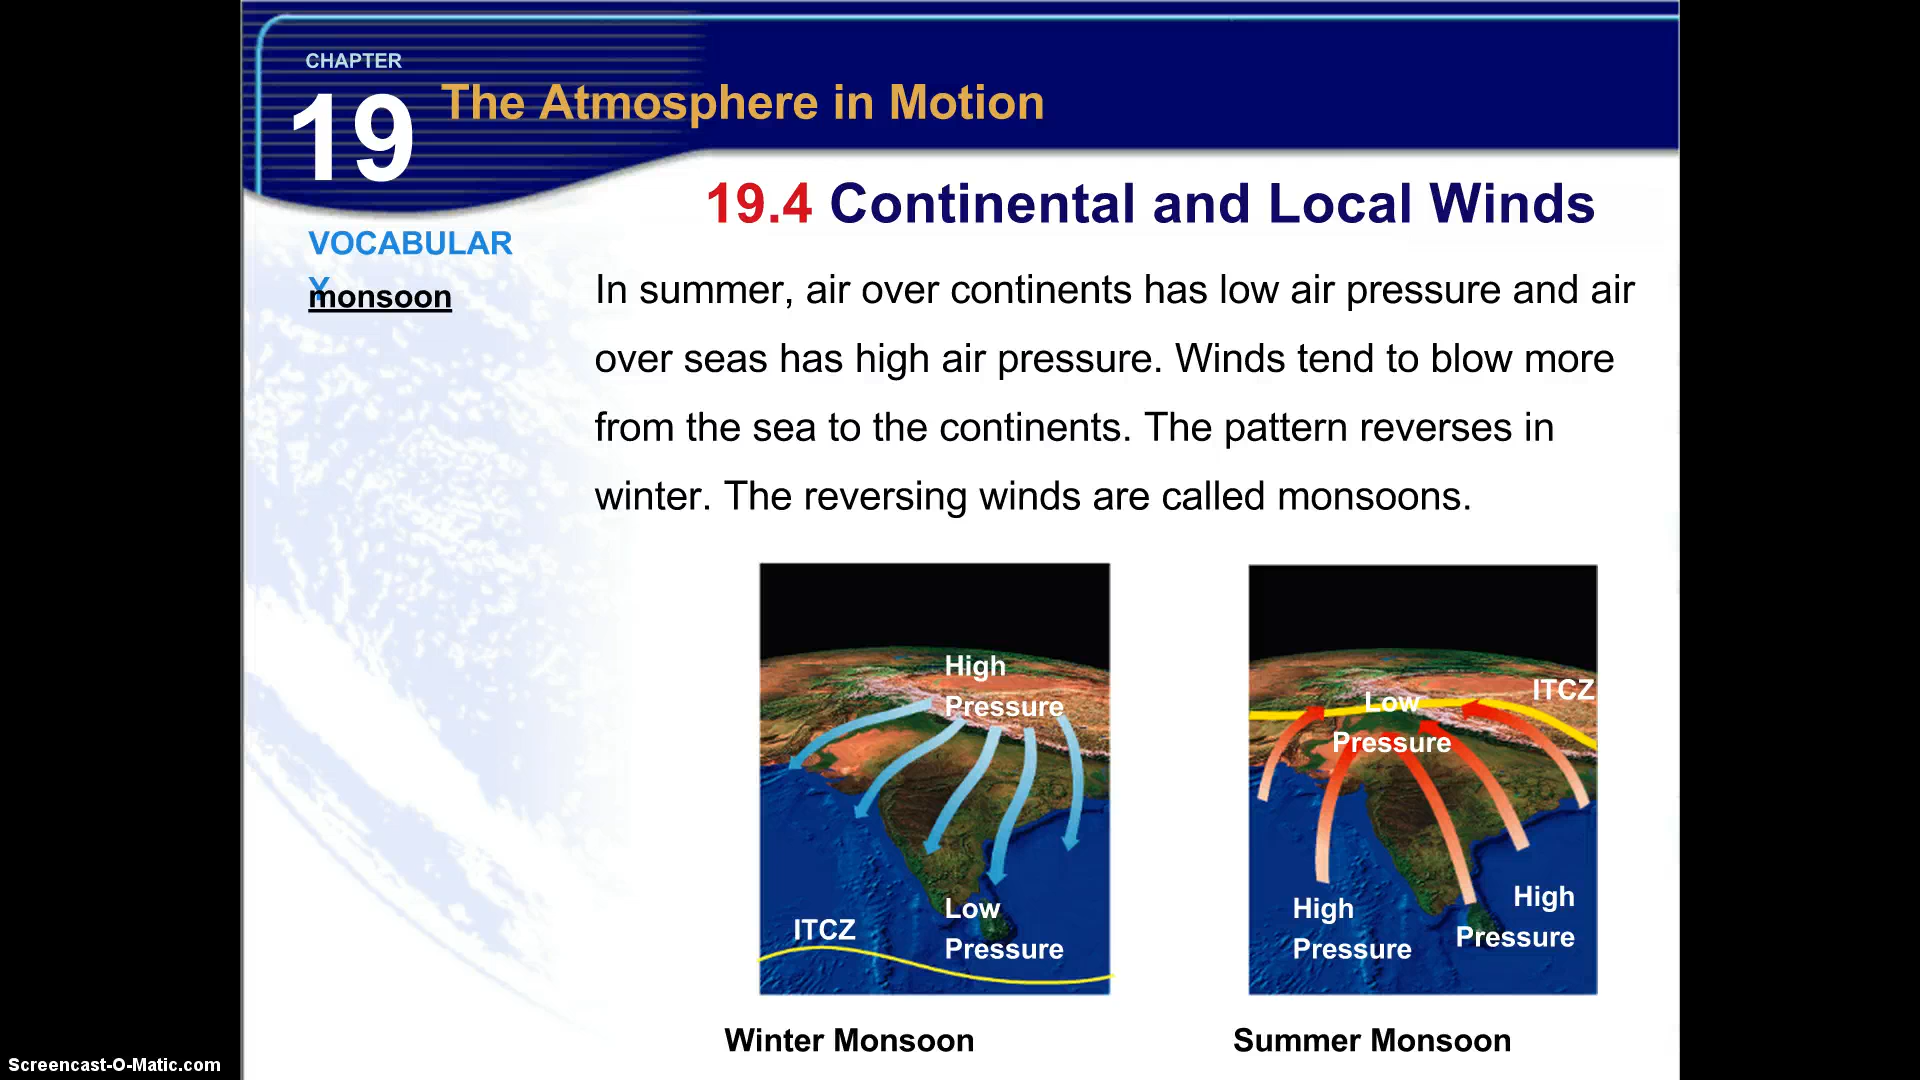 CHAPTER
19
The Atmosphere in Motion
19.4 Continental and Local Winds
VOCABULAR
Y
monsoon
In summer, air over continents has low air pressure and air
over seas has high air pressure. Winds tend to blow more
from the sea to the continents. The pattern reverses in
winter. The reversing winds are called monsoons.
High
Pressure
ITCZ
Low
Pressure
Winter Monsoon
ITCZ
Low
Pressure
High
Pressure
High
Pressure
Summer Monsoon
Screencast-O-Matic.com